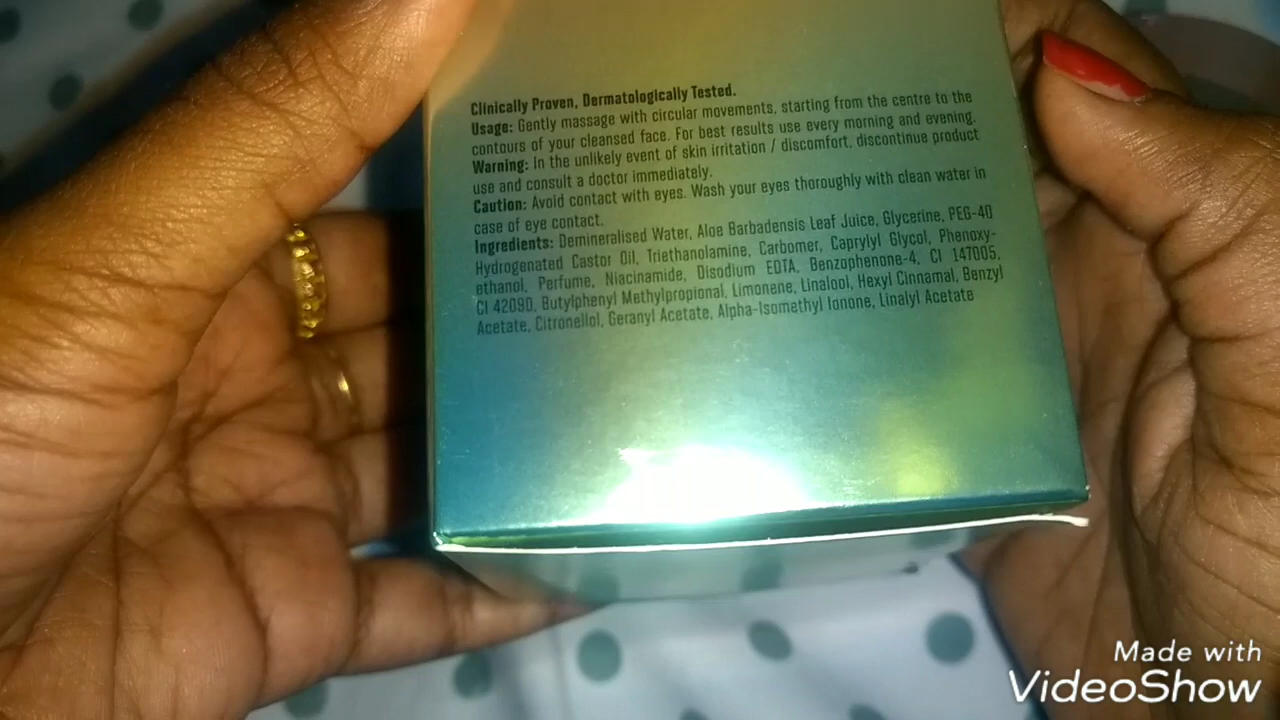 Clinically Proven, Dermatologically Tested.
Usage: Gently massage with circular movements, starting from the centre to the
contours of your cleansed face. For best results use every morning and evening.
Warning: In the unlikely event of skin irritation / discomfort, discontinue product
use and consult a doctor immediately.
Caution: Avoid contact with eyes. Wash your eyes thoroughly with clean water in
case of eye contact.
Ingredients: Demineralised Water, Aloe Barbadensis Leaf Juice, Glycerine, PEG-40
Hydrogenated Castor Oil, Triethanolamine, Carbomer, Caprylyl Glycol, Phenoxy-
ethanol, Perfume, Niacinamide, Disodium EDTA, Benzophenone-4, CI 147005,
CI 42090, Butylphenyl Methylpropional, Limonene, Linalool, Hexyl Cinnamal, Benzyl
Acetate, Citronellol, Geranyl Acetate, Alpha-Isomethyl Ionone, Linalyl Acetate
Made with
VideoShow